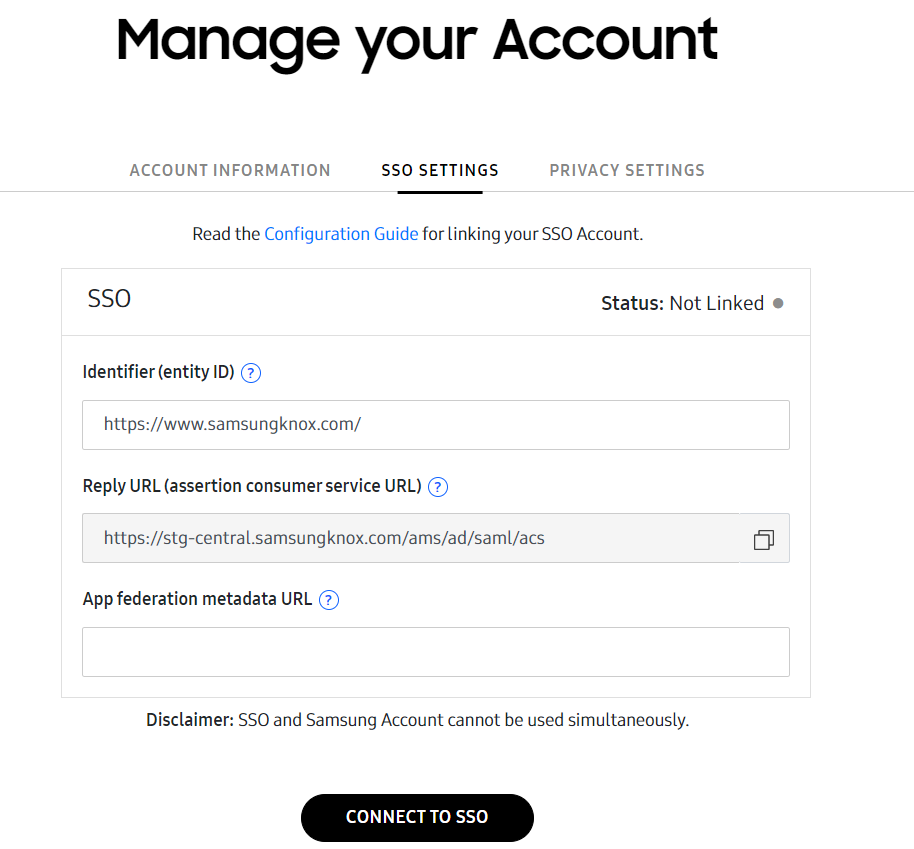 Manage your Account
ACCOUNT INFORMATION SSO SETTINGS PRIVACY SETTINGS
Read the Configuration Guide for linking your SSO Account.
SSO Status: Not Linked
Identifier (entity ID) ?
https://www.samsungknox.com/
Reply URL (assertion consumer service URL) ?
https://stg-central.samsungknox.com/ams/ad/saml/acs
App federation metadata URL ?
Disclaimer: SSO and Samsung Account cannot be used simultaneously.
CONNECT TO SSO